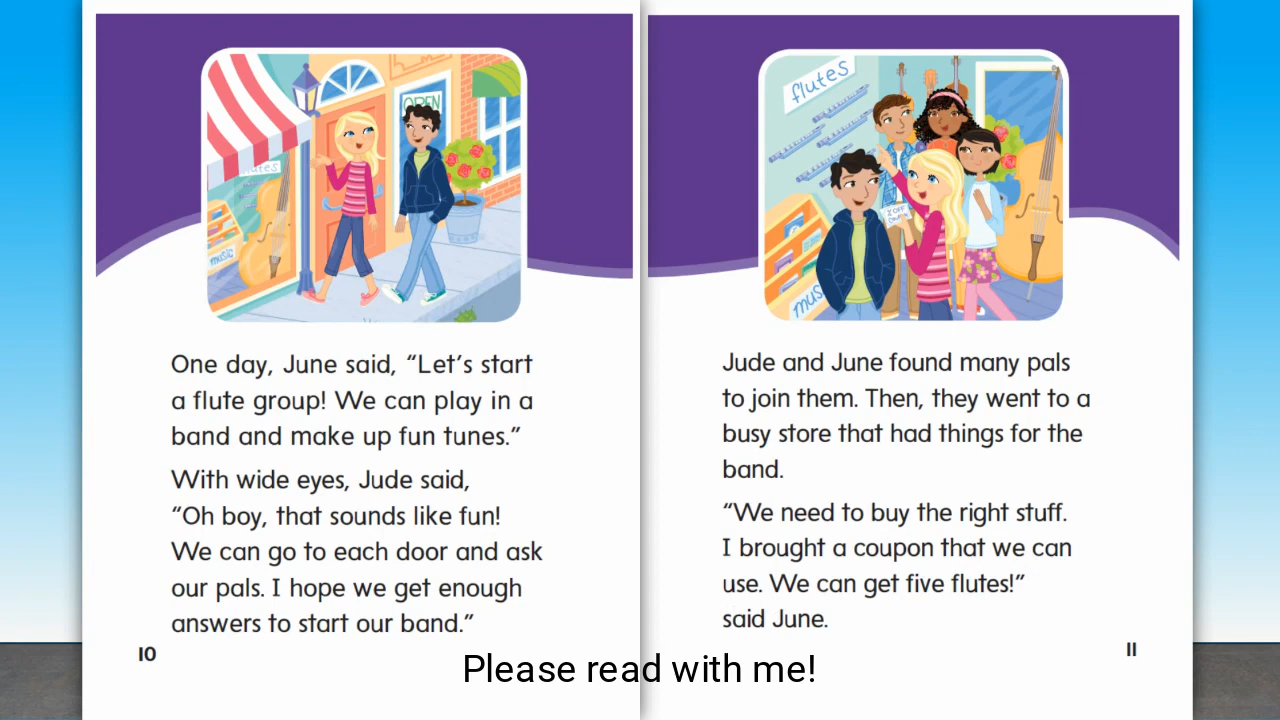 OPEN
flutes
music
One day, June said, “Let’s start
a flute group! We can play in a
band and make up fun tunes.”
With wide eyes, Jude said,
“Oh boy, that sounds like fun!
We can go to each door and ask
our pals. I hope we get enough
answers to start our band.”
10
flutes
mus
Jude and June found many pals
to join them. Then, they went to a
busy store that had things for the
band.
“We need to buy the right stuff.
I brought a coupon that we can
use. We can get five flutes!”
said June.
11
Please read with me!